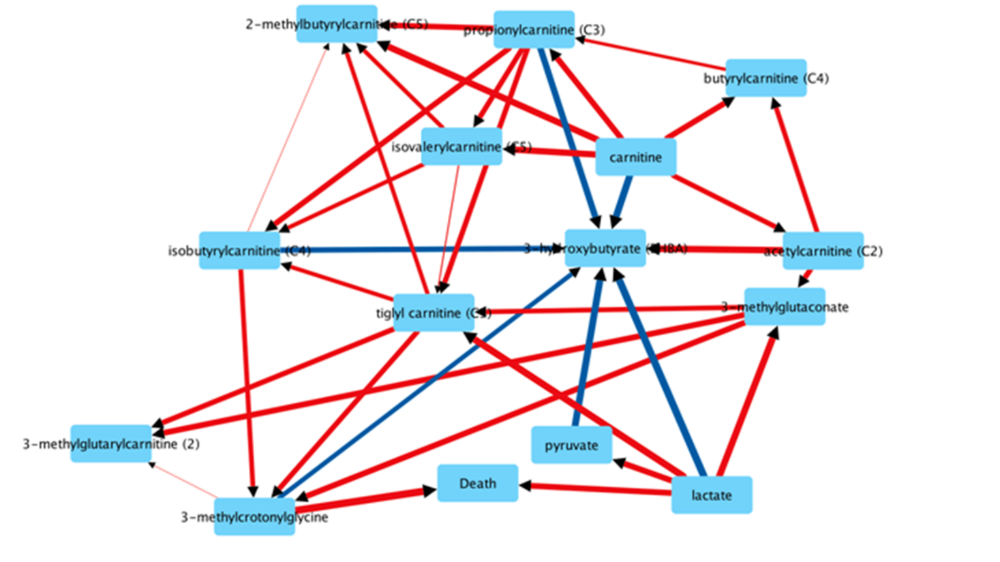 2-methylbutyrylcarnitine (C5)
propionylcarnitine (C3)
butyrylcarnitine (C4)
isovalerylcarnitine (C5)
carnitine
isobutyrylcarnitine (C4)
3-hydroxybutyrate (BHBA)
acetylcarnitine (C2)
tiglyl carnitine (C5)
3-methylglutaconate
3-methylglutarylcarnitine (2)
pyruvate
Death
lactate
3-methylcrotonylglycine